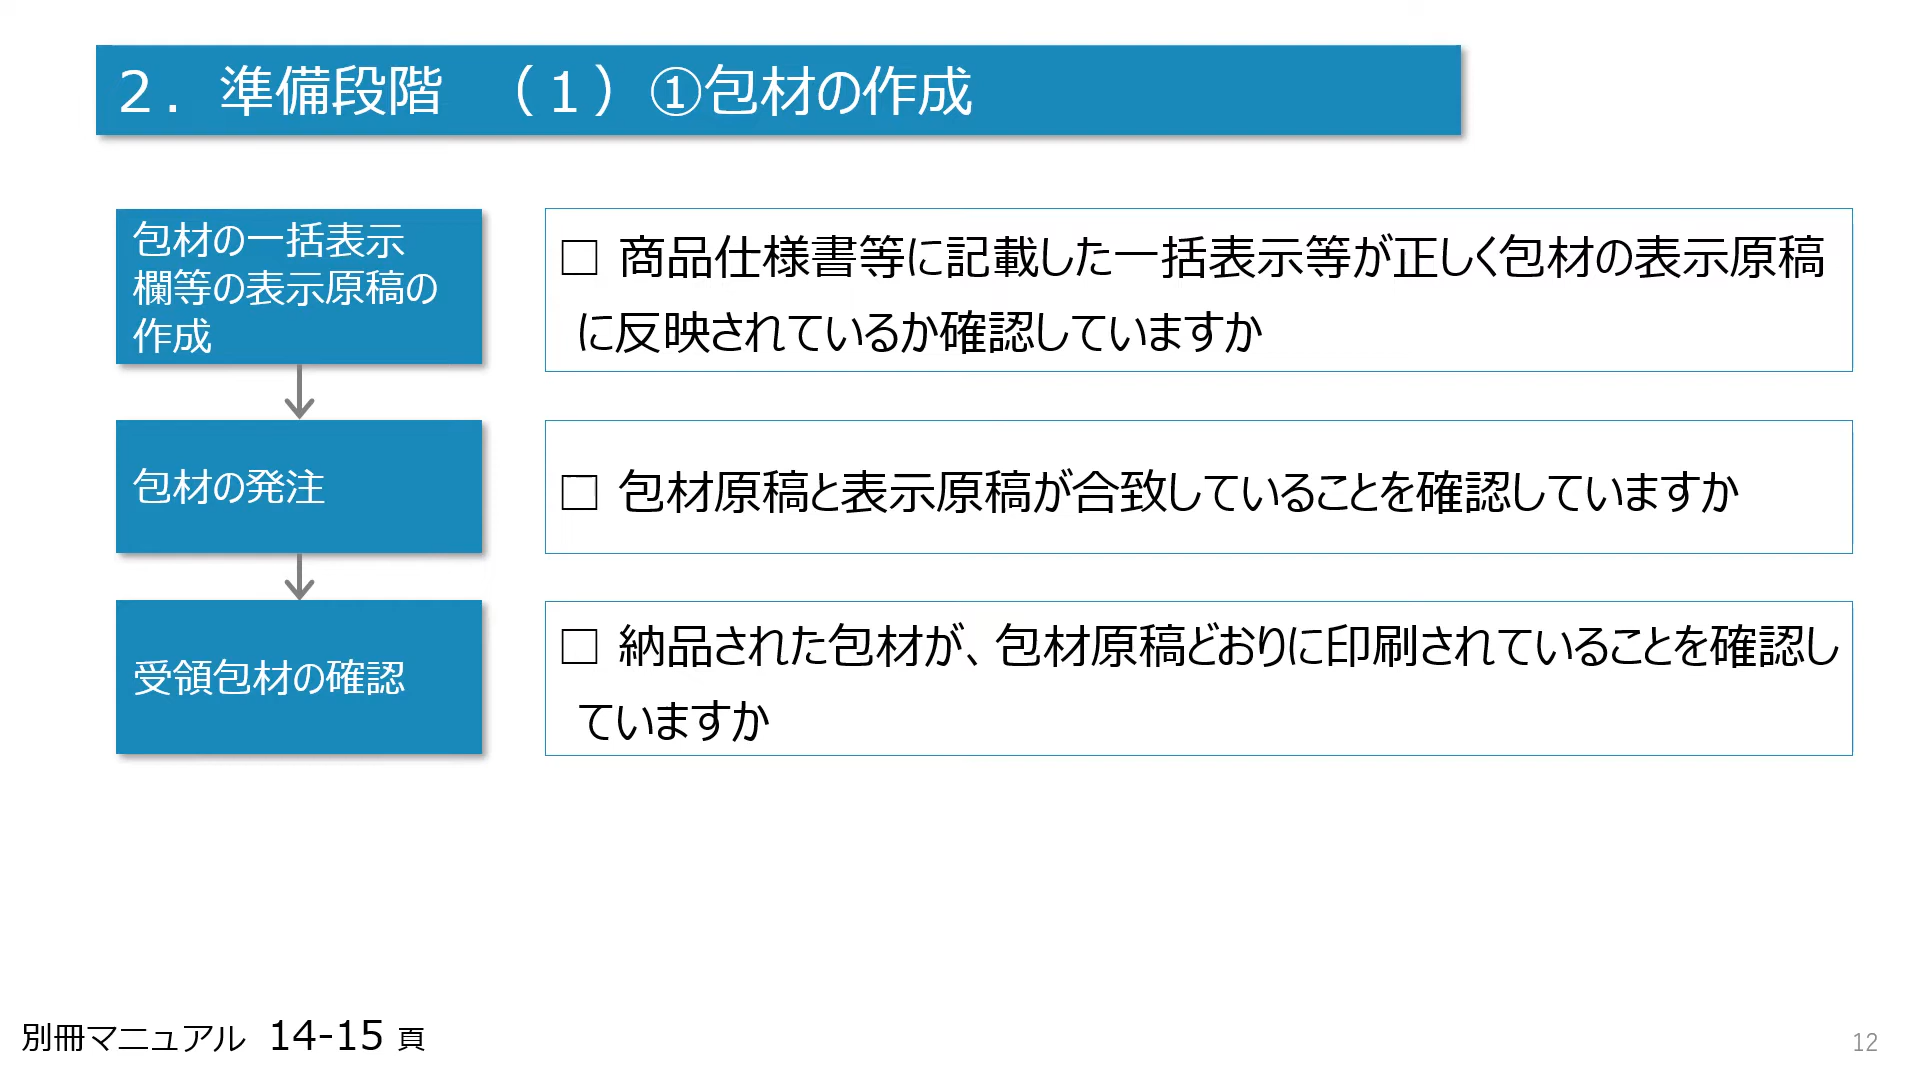 ２．準備段階　（１）①包材の作成
包材の一括表示
欄等の表示原稿の
作成
□ 商品仕様書等に記載した一括表示等が正しく包材の表示原稿
に反映されているか確認していますか
包材の発注
□ 包材原稿と表示原稿が合致していることを確認していますか
受領包材の確認
□ 納品された包材が、包材原稿どおりに印刷されていることを確認し
ていますか
別冊マニュアル 14-15 頁
12